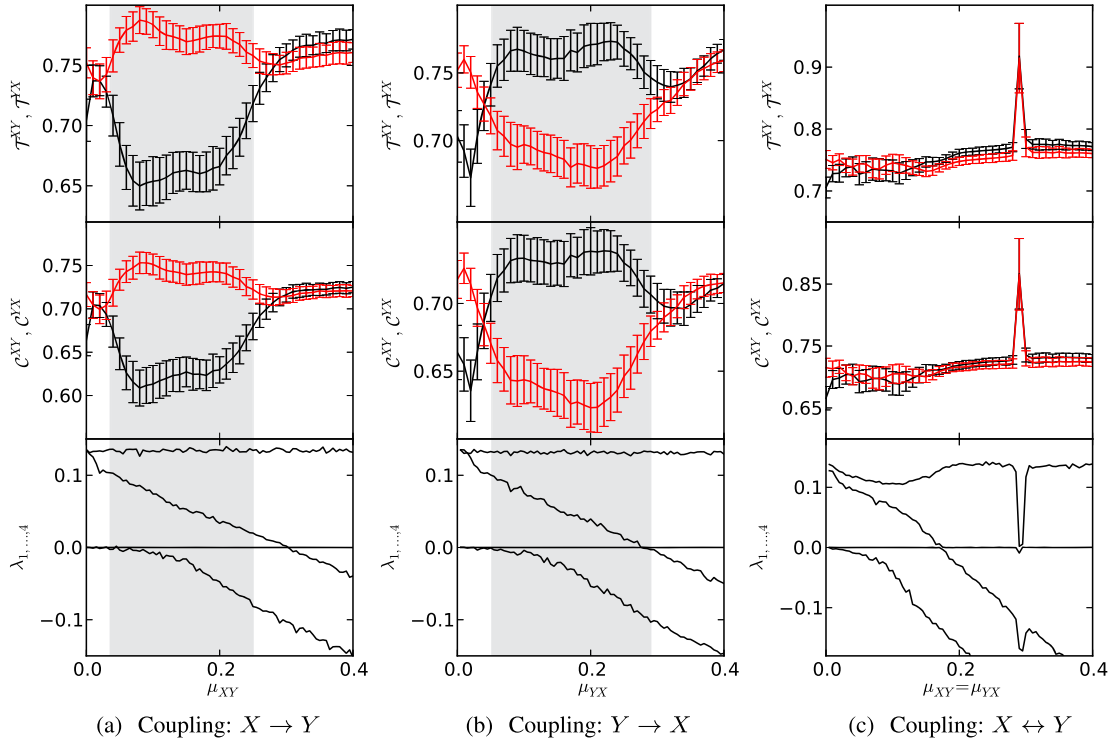 𝒯^XY, 𝒯^YX
0.75
0.70
0.65
𝒞^XY, 𝒞^YX
0.75
0.70
0.65
0.60
λ_1,...,4
0.1
0.0
−0.1
0.0 0.2 0.4
μ_XY
(a) Coupling: X → Y
𝒯^XY, 𝒯^YX
0.75
0.70
𝒞^XY, 𝒞^YX
0.70
0.65
λ_1,...,4
0.1
0.0
−0.1
0.0 0.2 0.4
μ_YX
(b) Coupling: Y → X
𝒯^XY, 𝒯^YX
0.9
0.8
0.7
𝒞^XY, 𝒞^YX
0.85
0.75
0.65
λ_1,...,4
0.1
0.0
−0.1
0.0 0.2 0.4
μ_XY=μ_YX
(c) Coupling: X ↔ Y